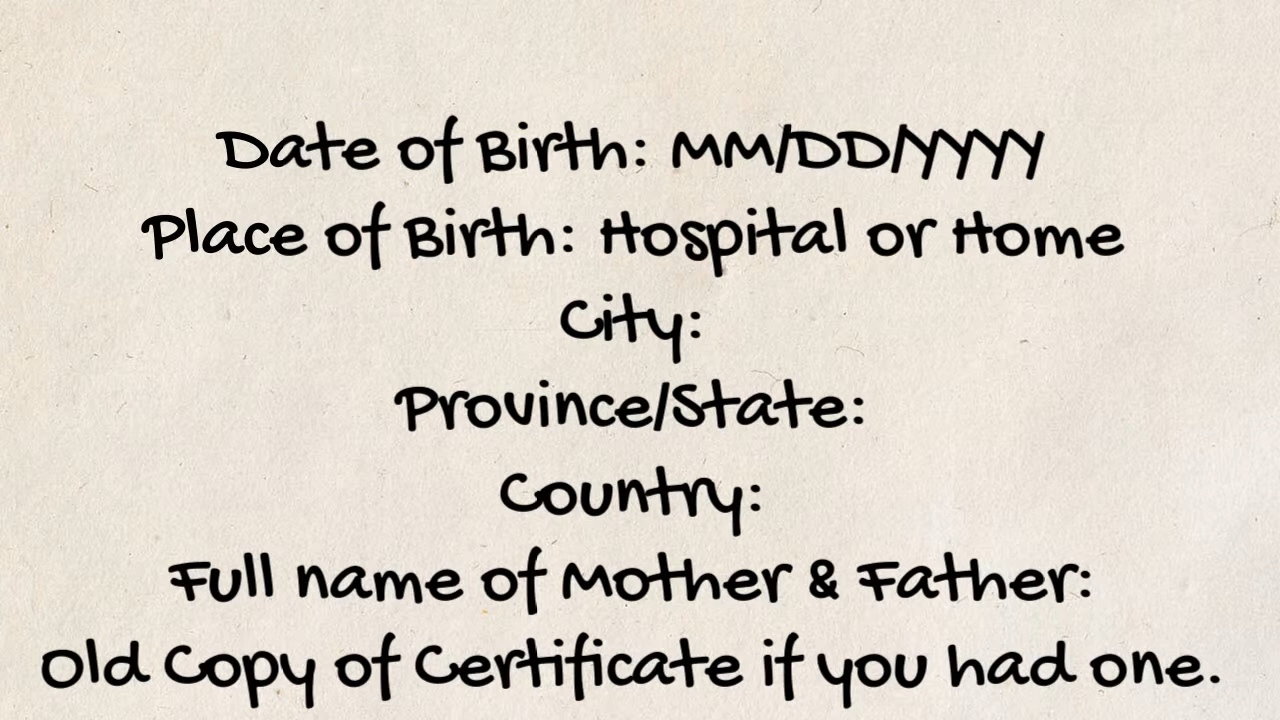 Date of Birth: MM/DD/YYYY
Place of Birth: Hospital or Home
City:
Province/State:
Country:
Full name of Mother & Father:
Old Copy of Certificate if you had one.